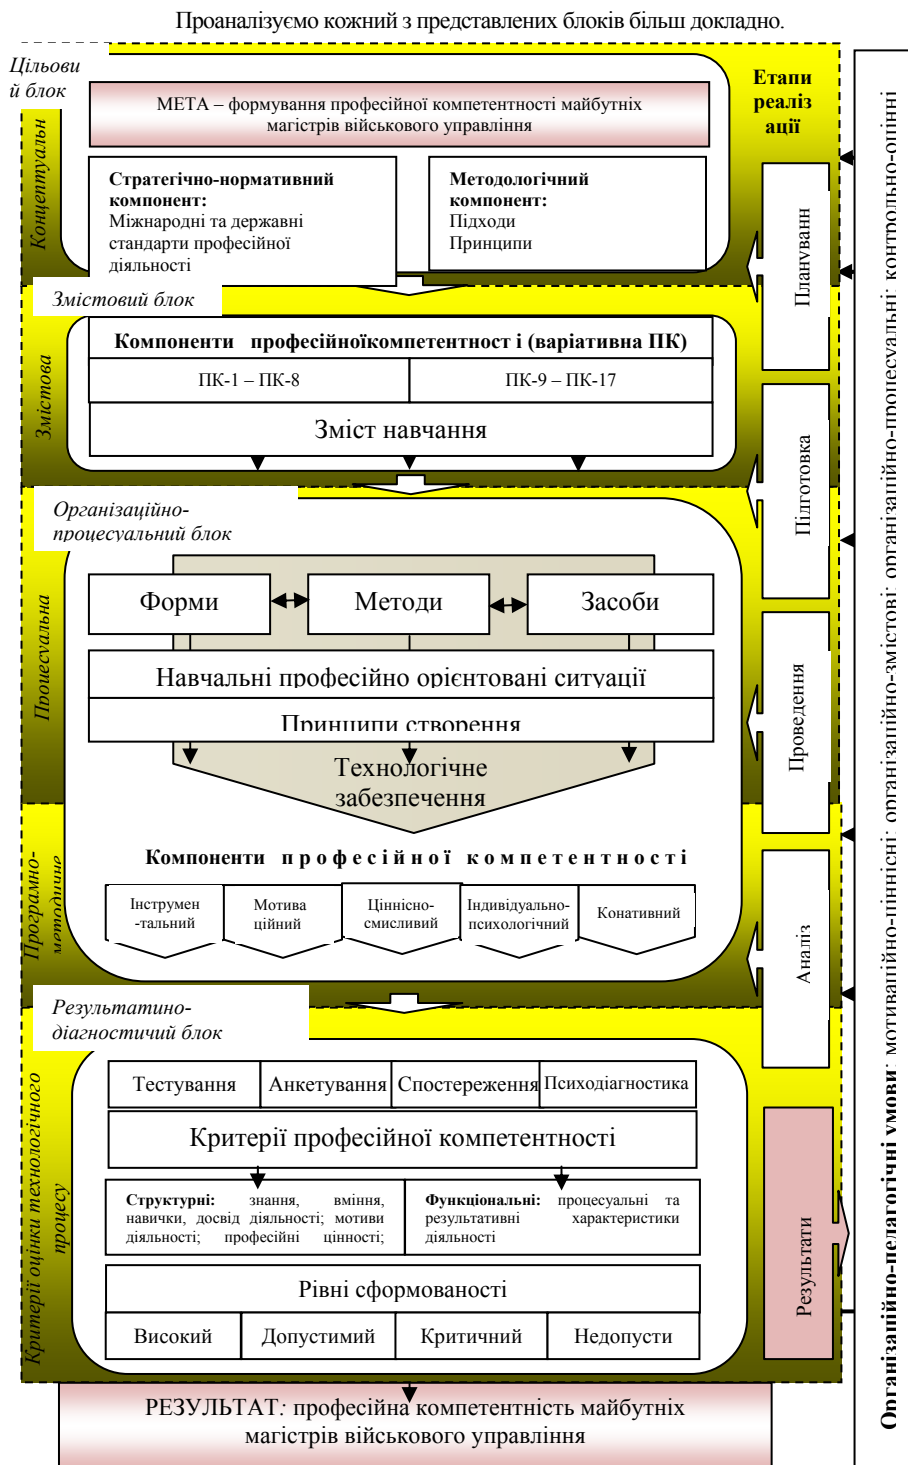 Проаналізуємо кожний з представлених блоків більш докладно.
Цільови
й блок
Етапи
реаліз
ації
МЕТА – формування професійної компетентності майбутніх
магістрів військового управління
Концептуальн
Стратегічно-нормативний
компонент:
Міжнародні та державні
стандарти професійної
діяльності
Методологічний
компонент:
Підходи
Принципи
Плануванн
Змістовий блок
Змістова
Компоненти професійноїкомпетентност і (варіативна ПК)
ПК-1 – ПК-8
ПК-9 – ПК-17
Зміст навчання
Підготовка
Організаційно-
процесуальний блок
Процесуальна
Форми
Методи
Засоби
Навчальні професійно орієнтовані ситуації
Принципи створення
Технологічне
забезпечення
Проведення
Програмно-
методичне
Компоненти професійної компетентності
Інструмен
-тальний
Мотива
ційний
Ціннісно-
смисливий
Індивідуально-
психологічний
Конативний
Аналіз
Результатино-
діагностичий блок
Критерії оцінки технологічного
процесу
Тестування
Анкетування
Спостереження
Психодіагностика
Критерії професійної компетентності
Структурні: знання, вміння,
навички, досвід діяльності; мотиви
діяльності; професійні цінності;
Функціональні: процесуальні та
результативні характеристики
діяльності
Рівні сформованості
Високий
Допустимий
Критичний
Недопусти
Результати
РЕЗУЛЬТАТ: професійна компетентність майбутніх
магістрів військового управління
Організаційно-педагогічні умови: мотиваційно-ціннісні; організаційно-змістові; організаційно-процесуальні; контрольно-оцінні